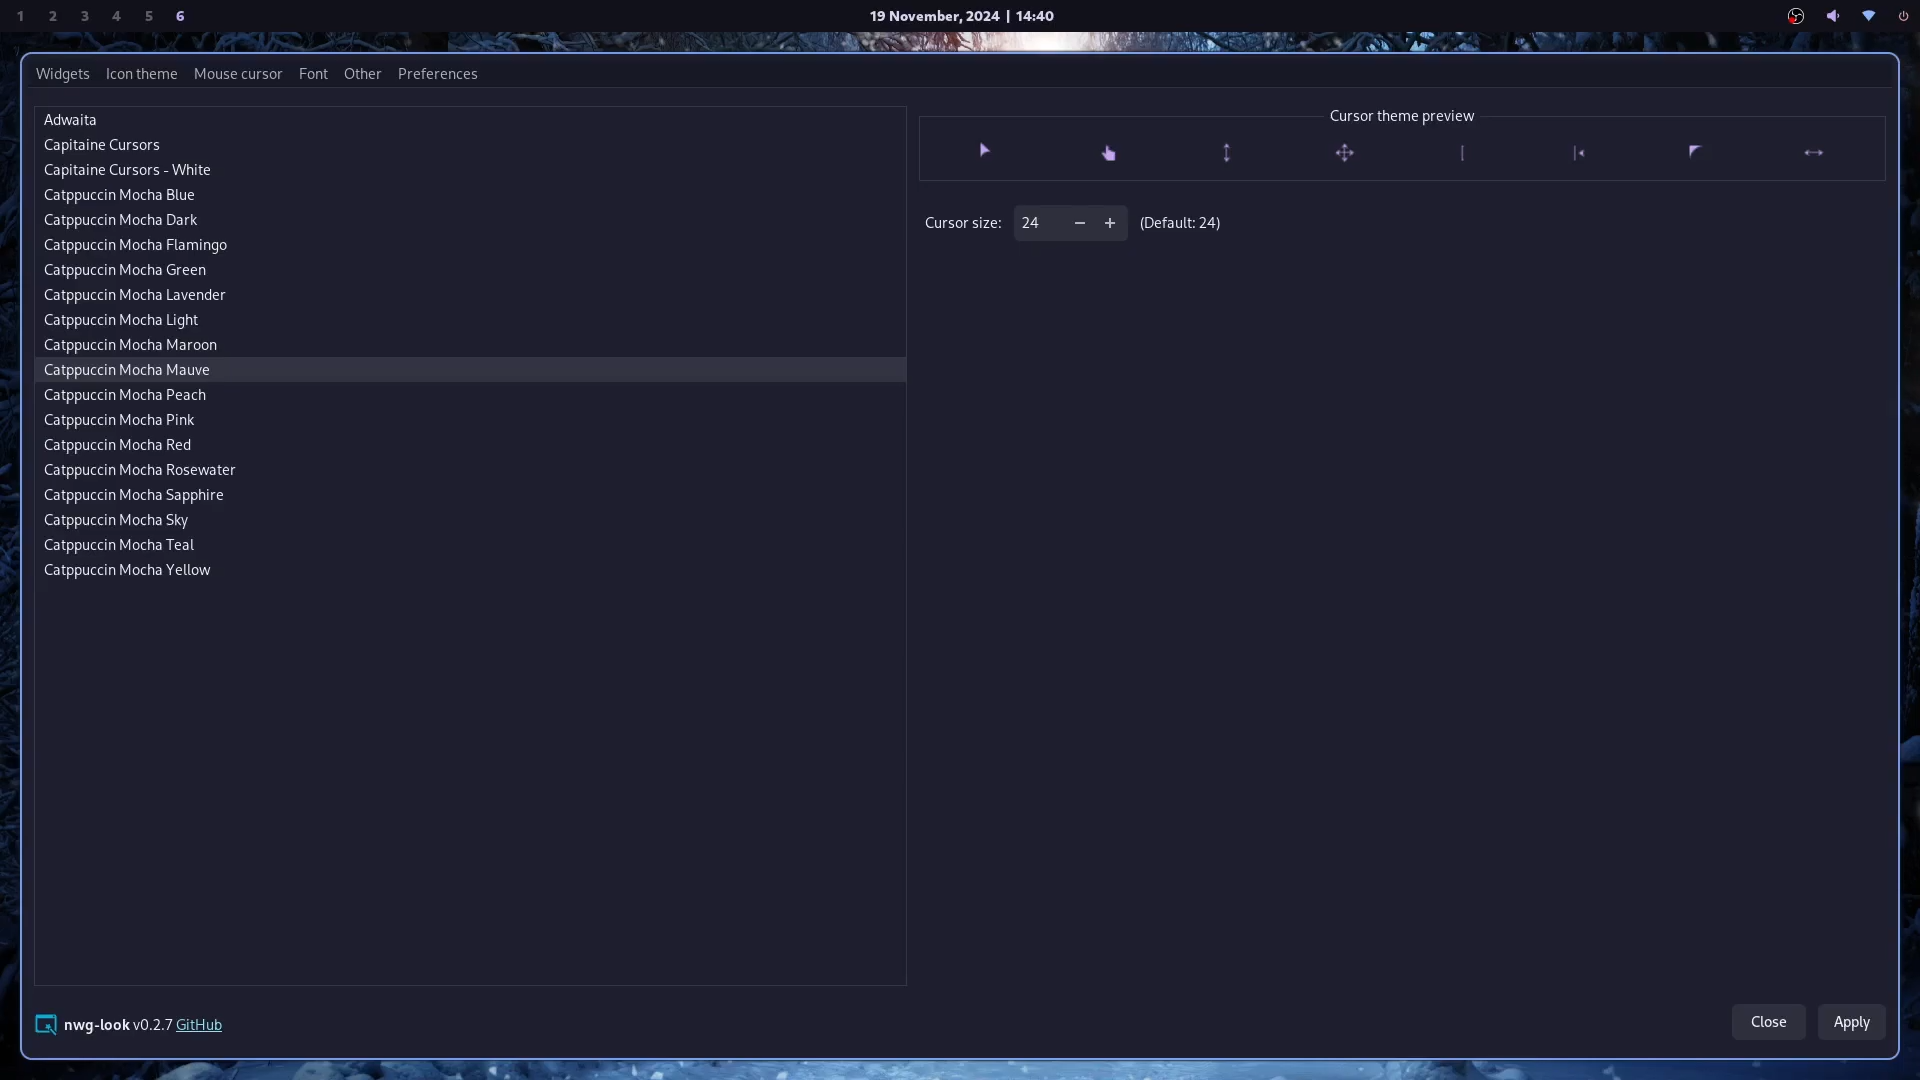 1 2 3 4 5 6
19 November, 2024 | 14:40
Widgets Icon theme Mouse cursor Font Other Preferences
Adwaita
Capitaine Cursors
Capitaine Cursors - White
Catppuccin Mocha Blue
Catppuccin Mocha Dark
Catppuccin Mocha Flamingo
Catppuccin Mocha Green
Catppuccin Mocha Lavender
Catppuccin Mocha Light
Catppuccin Mocha Maroon
Catppuccin Mocha Mauve
Catppuccin Mocha Peach
Catppuccin Mocha Pink
Catppuccin Mocha Red
Catppuccin Mocha Rosewater
Catppuccin Mocha Sapphire
Catppuccin Mocha Sky
Catppuccin Mocha Teal
Catppuccin Mocha Yellow
Cursor theme preview
Cursor size: 24 − + (Default: 24)
nwg-look v0.2.7 GitHub
Close Apply